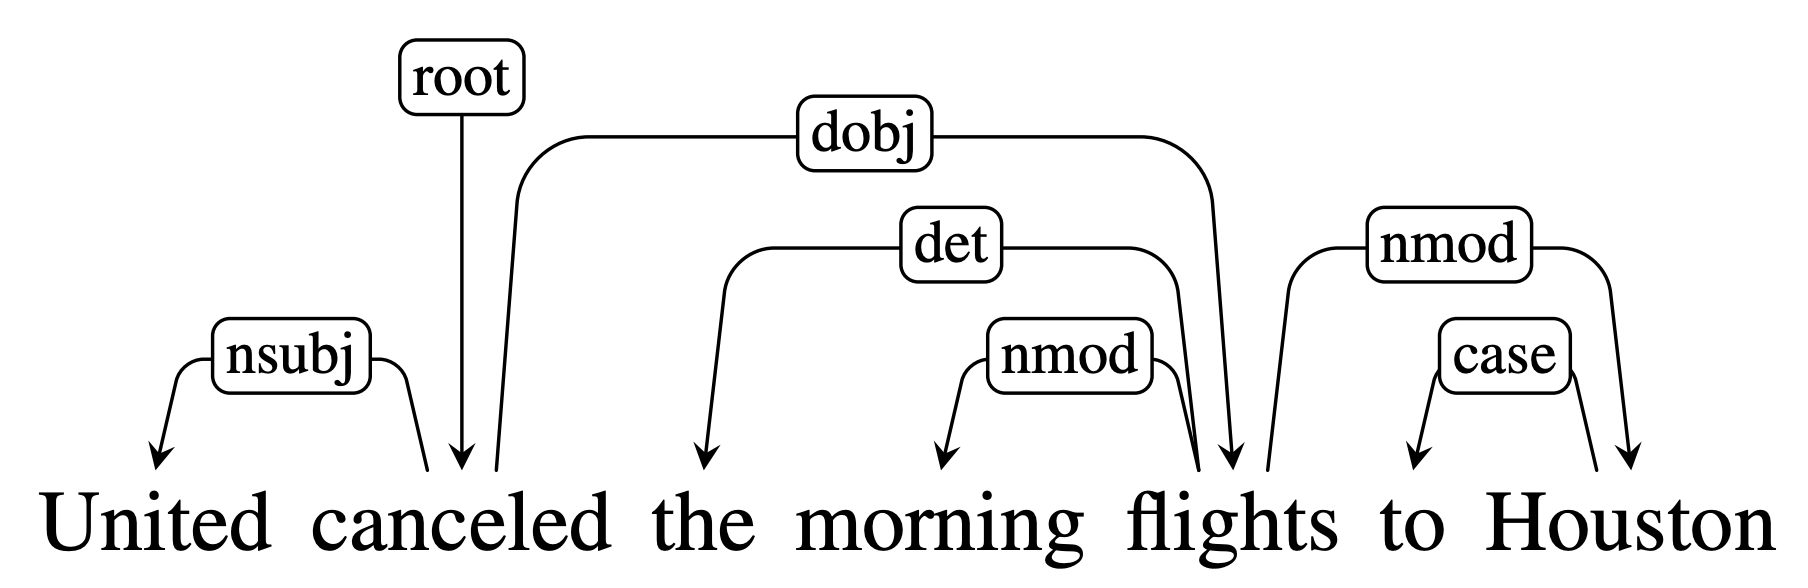 root
dobj
det
nmod
nsubj
nmod
case
United canceled the morning flights to Houston